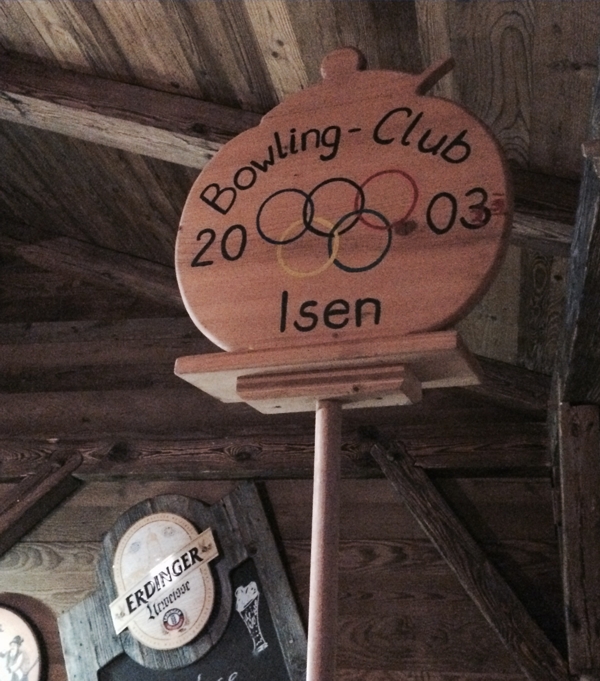 Bowling-Club
20 03
Isen
ERDINGER
Urweisse